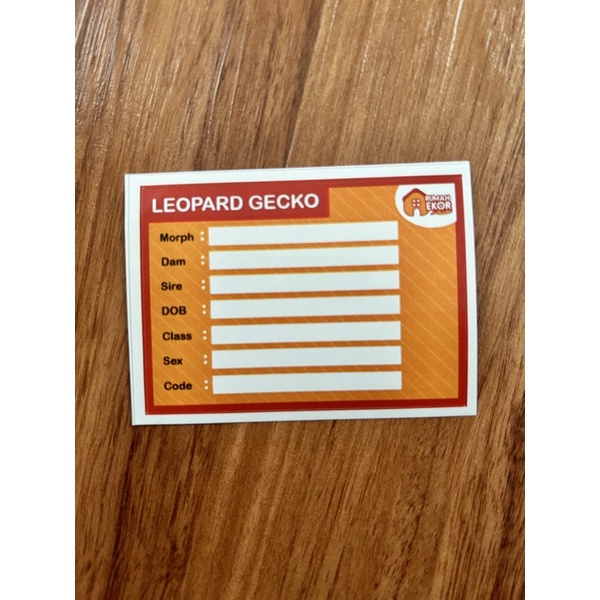 LEOPARD GECKO
RUMAH
EKOR
Morph :
Dam :
Sire :
DOB :
Class :
Sex :
Code :